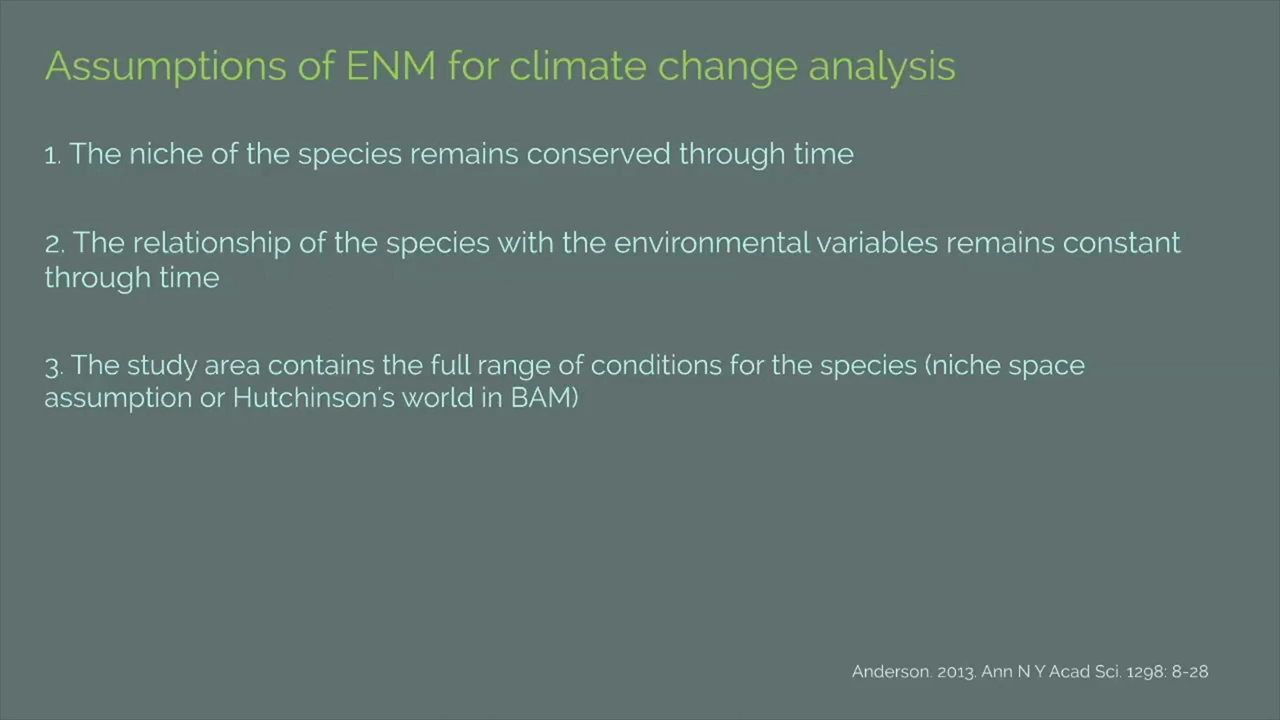 Assumptions of ENM for climate change analysis
1. The niche of the species remains conserved through time
2. The relationship of the species with the environmental variables remains constant
through time
3. The study area contains the full range of conditions for the species (niche space
assumption or Hutchinson's world in BAM)
Anderson. 2013. Ann N Y Acad Sci. 1298: 8-28